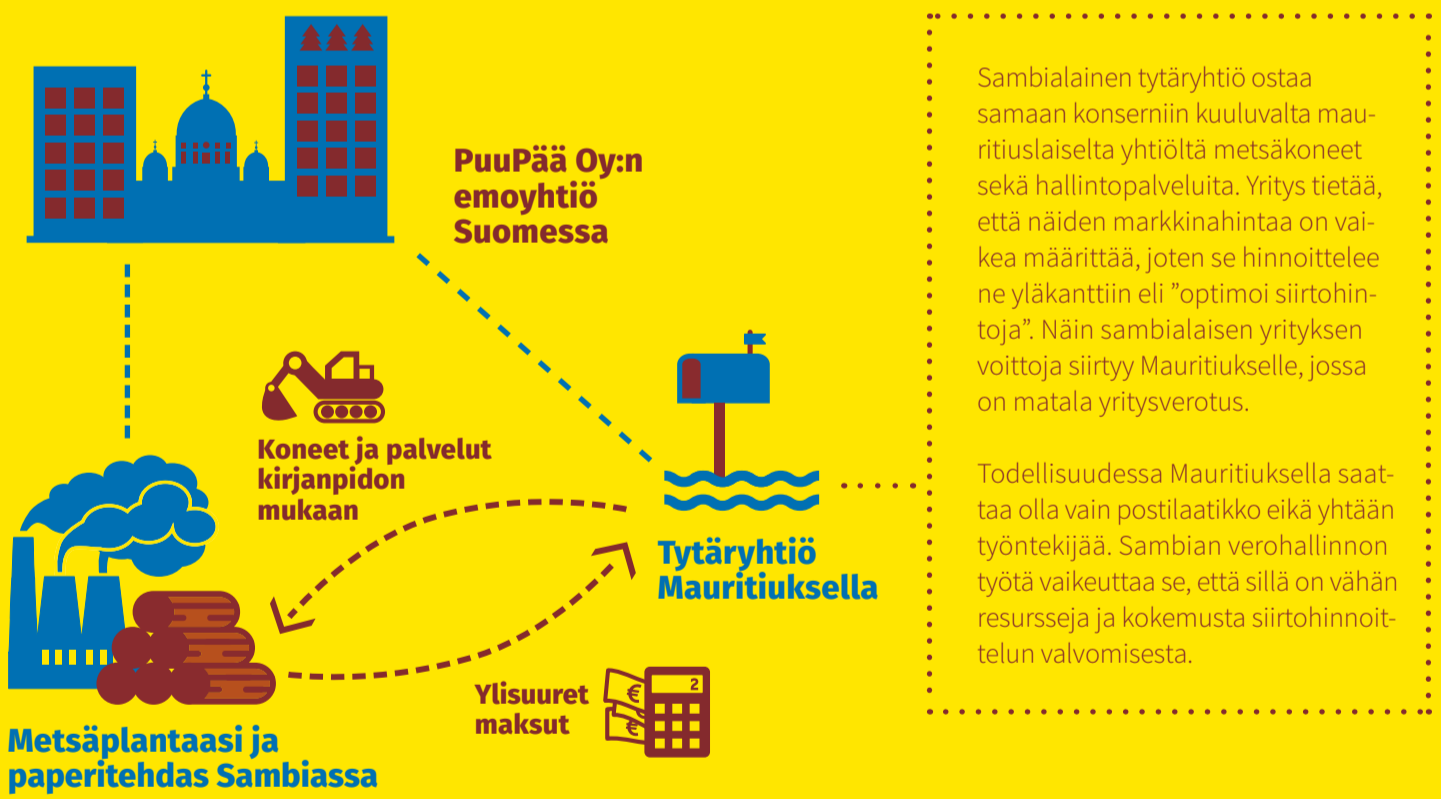 PuuPää Oy:n
emoyhtiö
Suomessa
Koneet ja palvelut
kirjanpidon
mukaan
Tytäryhtiö
Mauritiuksella
Ylisuuret
maksut
€
€
2
Metsäplantaasi ja
paperitehdas Sambiassa
Sambialainen tytäryhtiö ostaa
samaan konserniin kuuluvalta mau-
ritiuslaiselta yhtiöltä metsäkoneet
sekä hallintopalveluita. Yritys tietää,
että näiden markkinahintaa on vai-
kea määrittää, joten se hinnoittelee
ne yläkanttiin eli ”optimoi siirtohin-
toja”. Näin sambialaisen yrityksen
voittoja siirtyy Mauritiukselle, jossa
on matala yritysverotus.
Todellisuudessa Mauritiuksella saat-
taa olla vain postilaatikko eikä yhtään
työntekijää. Sambian verohallinnon
työtä vaikeuttaa se, että sillä on vähän
resursseja ja kokemusta siirtohinnoit-
telun valvomisesta.